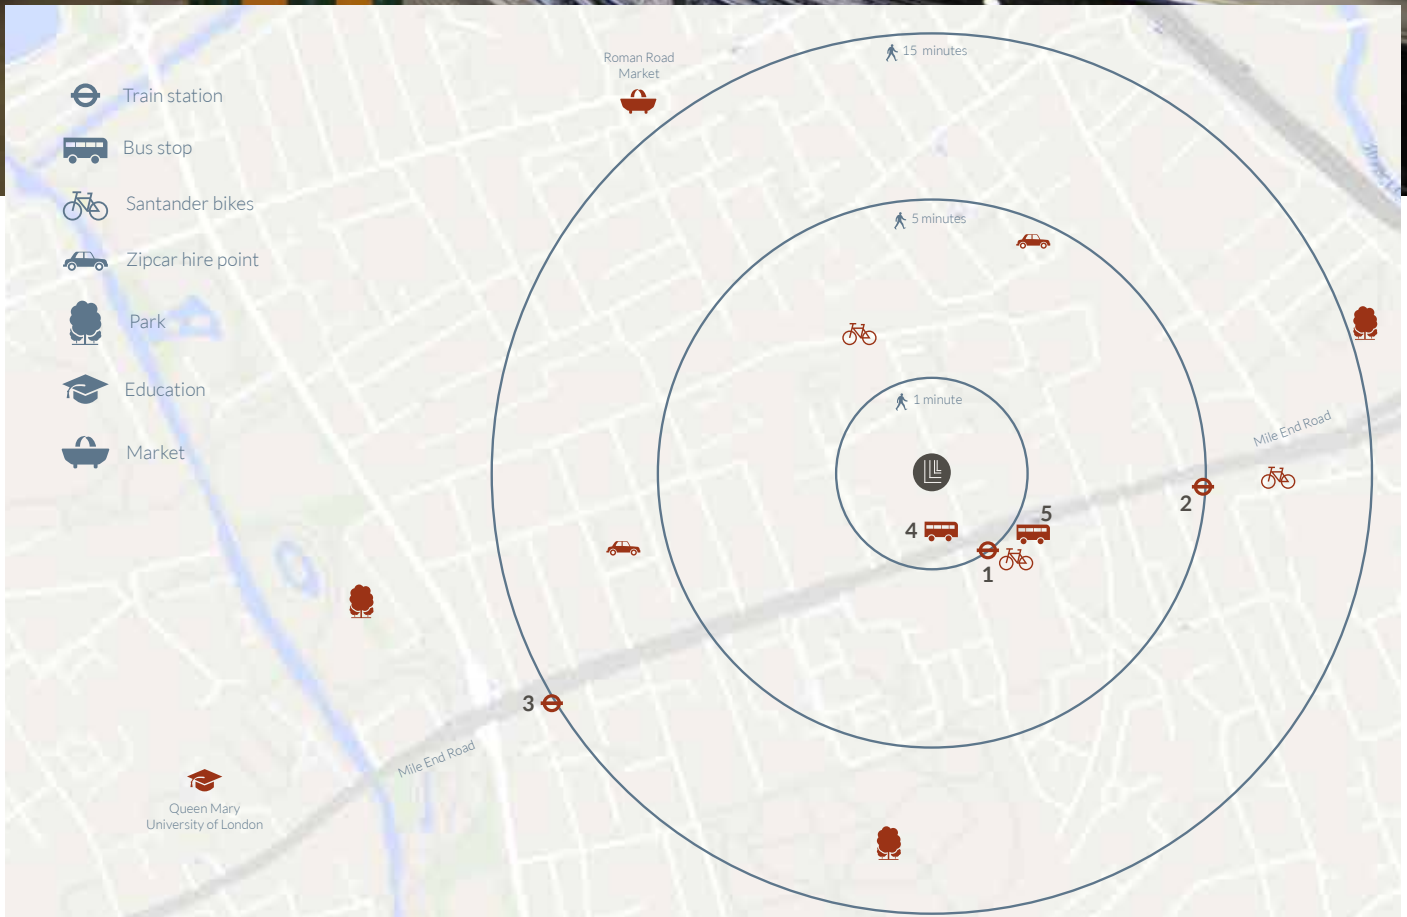 Roman Road
Market
15 minutes
Train station
Bus stop
Santander bikes
5 minutes
Zipcar hire point
Park
Education
1 minute
Mile End Road
Market
2
5
4
1
3
Mile End Road
Queen Mary
University of London